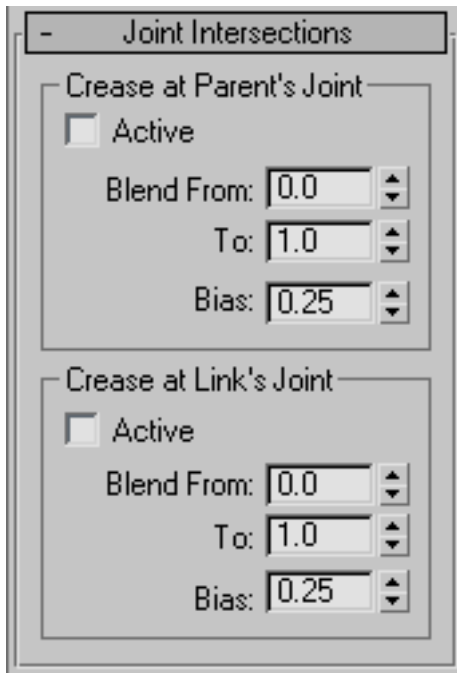 - Joint Intersections
Crease at Parent's Joint
Active
Blend From: 0.0
To: 1.0
Bias: 0.25
Crease at Link's Joint
Active
Blend From: 0.0
To: 1.0
Bias: 0.25